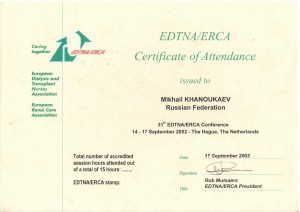 EDTNA/ERCA
Certificate of Attendance
Caring
together
EDTNA/ERCA
European
Dialysis and
Transplant
Nurses
Association
European
Renal Care
Association
issued to
Mikhail KHANOUKAEV
Russian Federation
31st EDTNA/ERCA Conference
14 - 17 September 2002 - The Hague, The Netherlands
Total number of accredited
session hours attended out
of a total of 15 hours: ......
EDTNA/ERCA stamp:
Date 17 September 2002
Signature
Rob Mutsaers
Title EDTNA/ERCA President